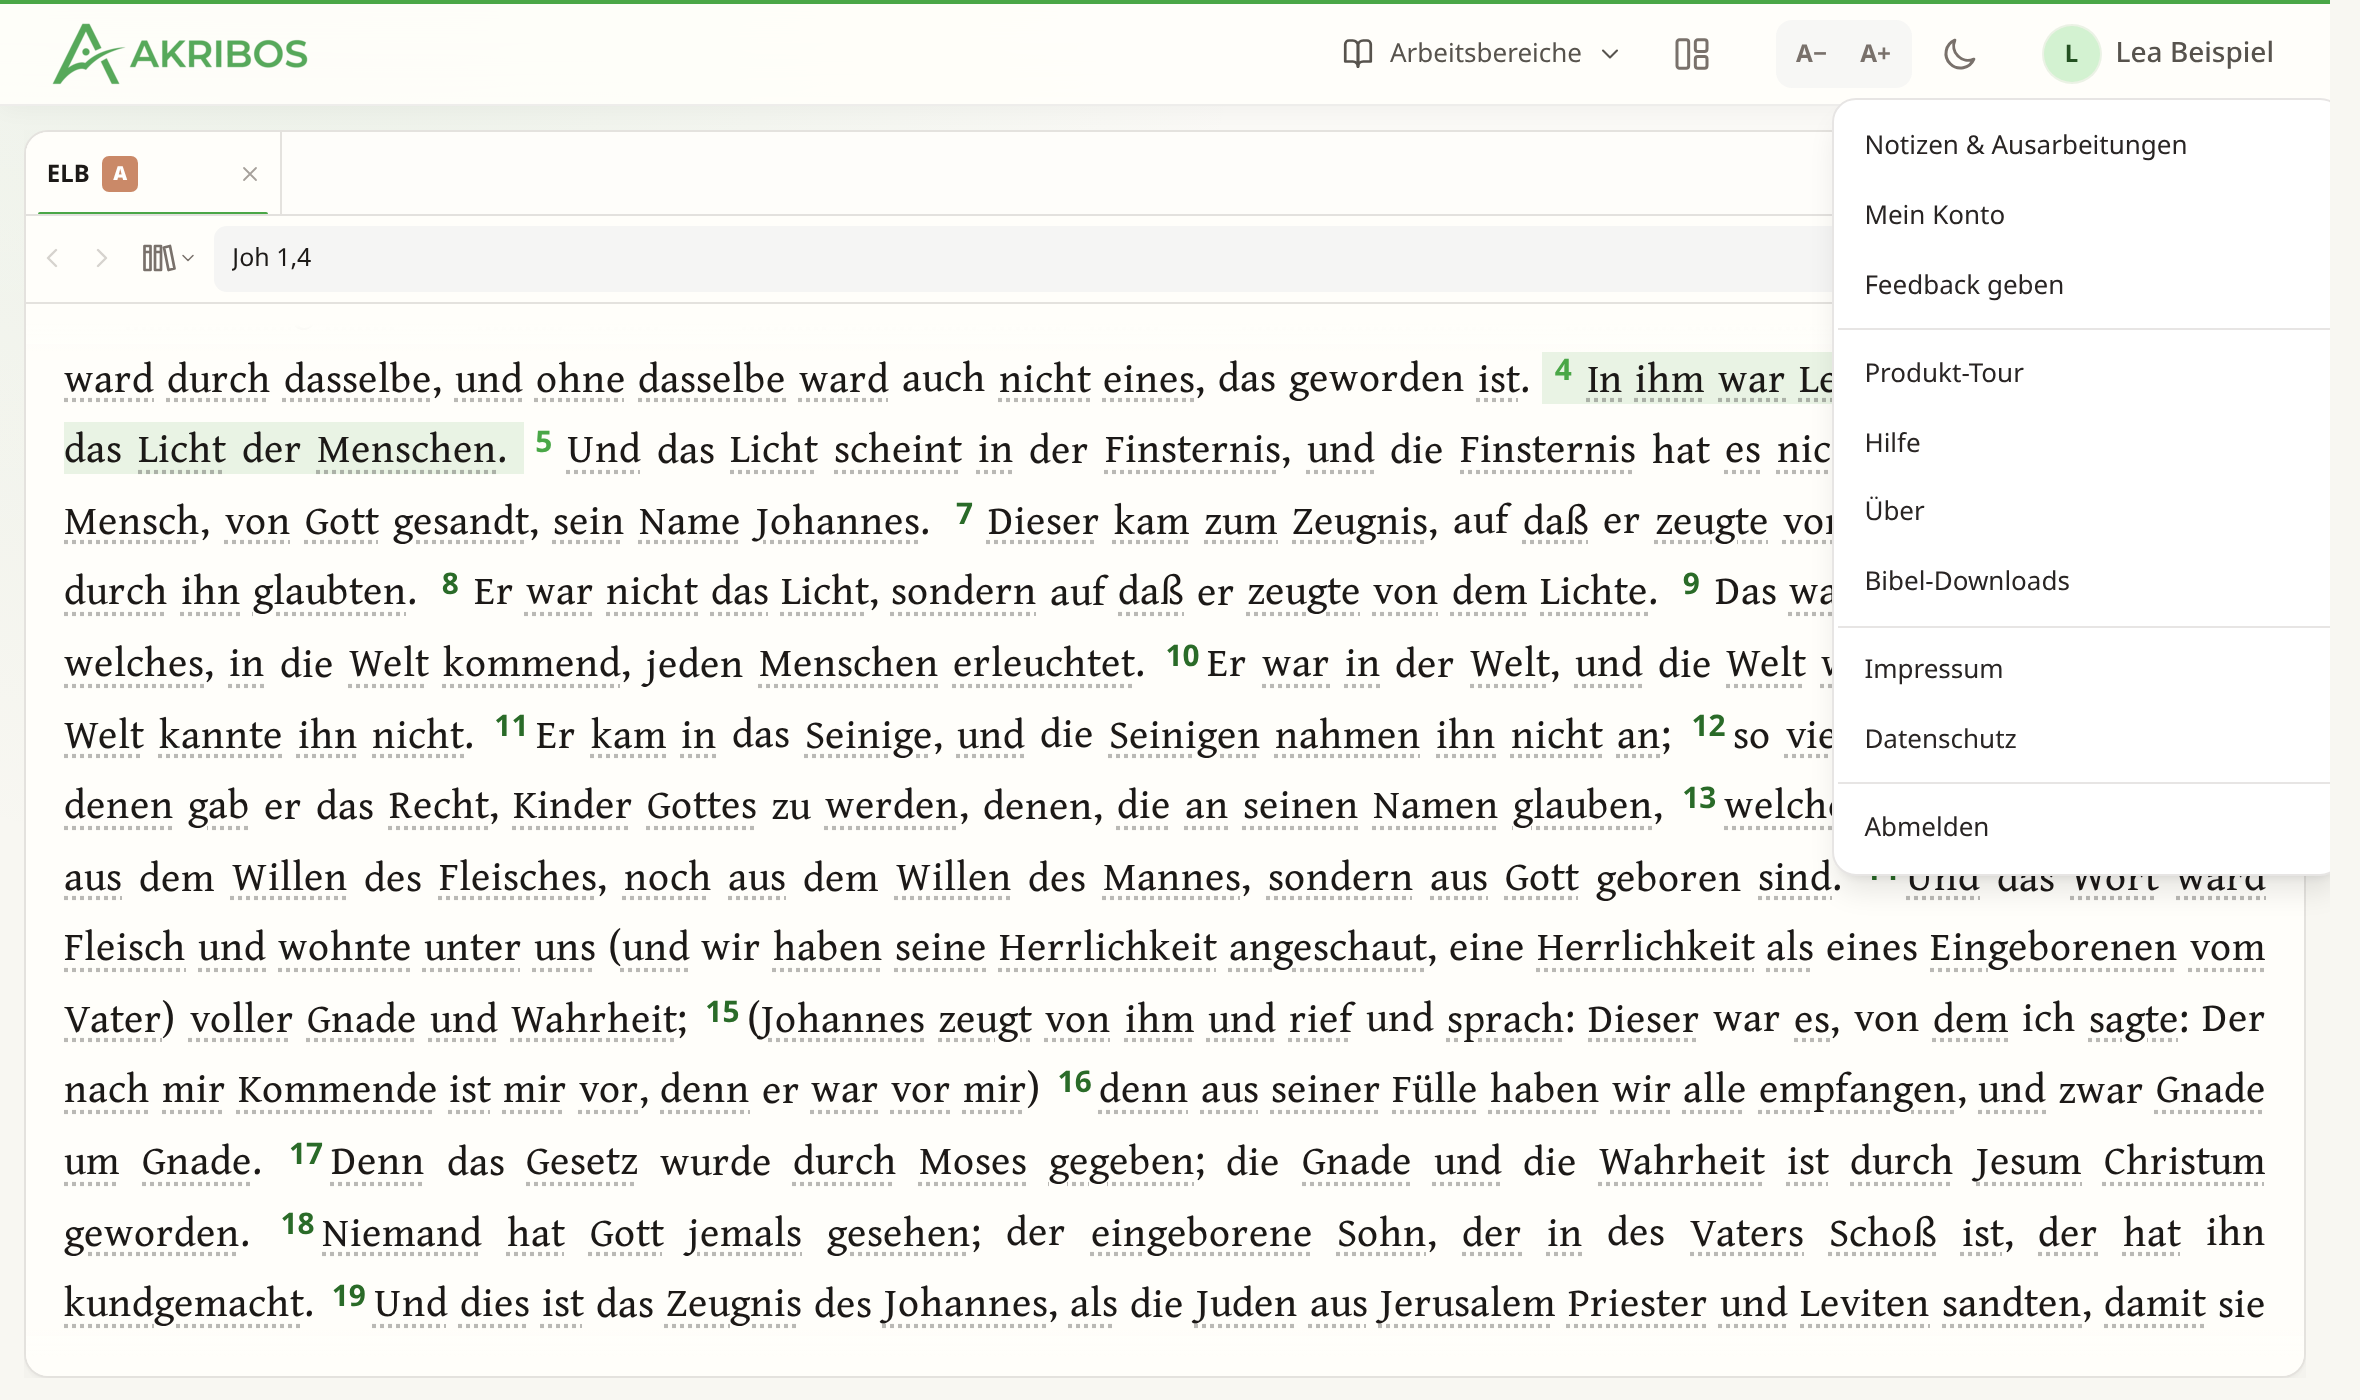 AKRIBOS
Arbeitsbereiche
A− A+
L Lea Beispiel
ELB A
Joh 1,4
Notizen & Ausarbeitungen
Mein Konto
Feedback geben
Produkt-Tour
Hilfe
Über
Bibel-Downloads
Impressum
Datenschutz
Abmelden
ward durch dasselbe, und ohne dasselbe ward auch nicht eines, das geworden ist. 4 In ihm war
das Licht der Menschen. 5 Und das Licht scheint in der Finsternis, und die Finsternis hat es
Mensch, von Gott gesandt, sein Name Johannes. 7 Dieser kam zum Zeugnis, auf daß er zeugte
durch ihn glaubten. 8 Er war nicht das Licht, sondern auf daß er zeugte von dem Lichte. 9 Das
welches, in die Welt kommend, jeden Menschen erleuchtet. 10 Er war in der Welt, und die Welt
Welt kannte ihn nicht. 11 Er kam in das Seinige, und die Seinigen nahmen ihn nicht an; 12 so
denen gab er das Recht, Kinder Gottes zu werden, denen, die an seinen Namen glauben, 13
aus dem Willen des Fleisches, noch aus dem Willen des Mannes, sondern aus Gott geboren sind. Und das Wort ward
Fleisch und wohnte unter uns (und wir haben seine Herrlichkeit angeschaut, eine Herrlichkeit als eines Eingeborenen vom
Vater) voller Gnade und Wahrheit; 15 (Johannes zeugt von ihm und rief und sprach: Dieser war es, von dem ich sagte: Der
nach mir Kommende ist mir vor, denn er war vor mir) 16 denn aus seiner Fülle haben wir alle empfangen, und zwar Gnade
um Gnade. 17 Denn das Gesetz wurde durch Moses gegeben; die Gnade und die Wahrheit ist durch Jesum Christum
geworden. 18 Niemand hat Gott jemals gesehen; der eingeborene Sohn, der in des Vaters Schoß ist, der hat ihn
kundgemacht. 19 Und dies ist das Zeugnis des Johannes, als die Juden aus Jerusalem Priester und Leviten sandten, damit sie